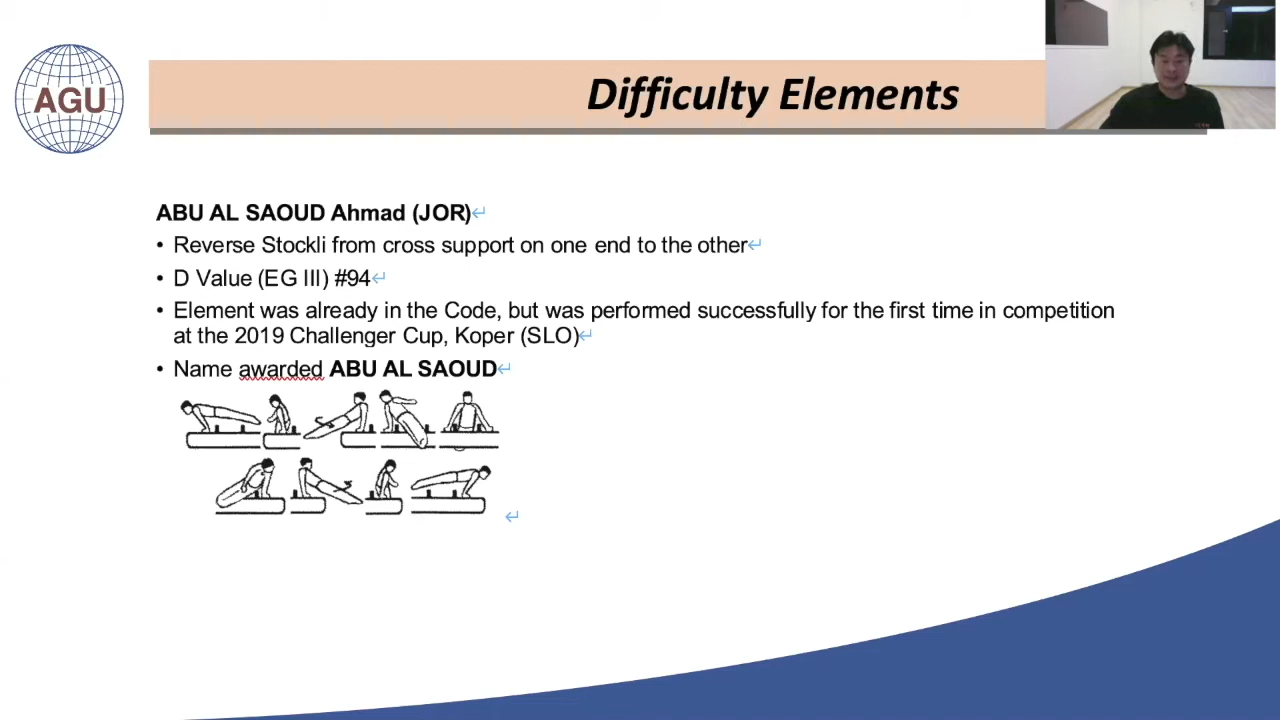 AGU
Difficulty Elements
ABU AL SAOUD Ahmad (JOR)↵
• Reverse Stockli from cross support on one end to the other↵
• D Value (EG III) #94↵
• Element was already in the Code, but was performed successfully for the first time in competition
at the 2019 Challenger Cup, Koper (SLO)↵
• Name awarded ABU AL SAOUD↵
↵